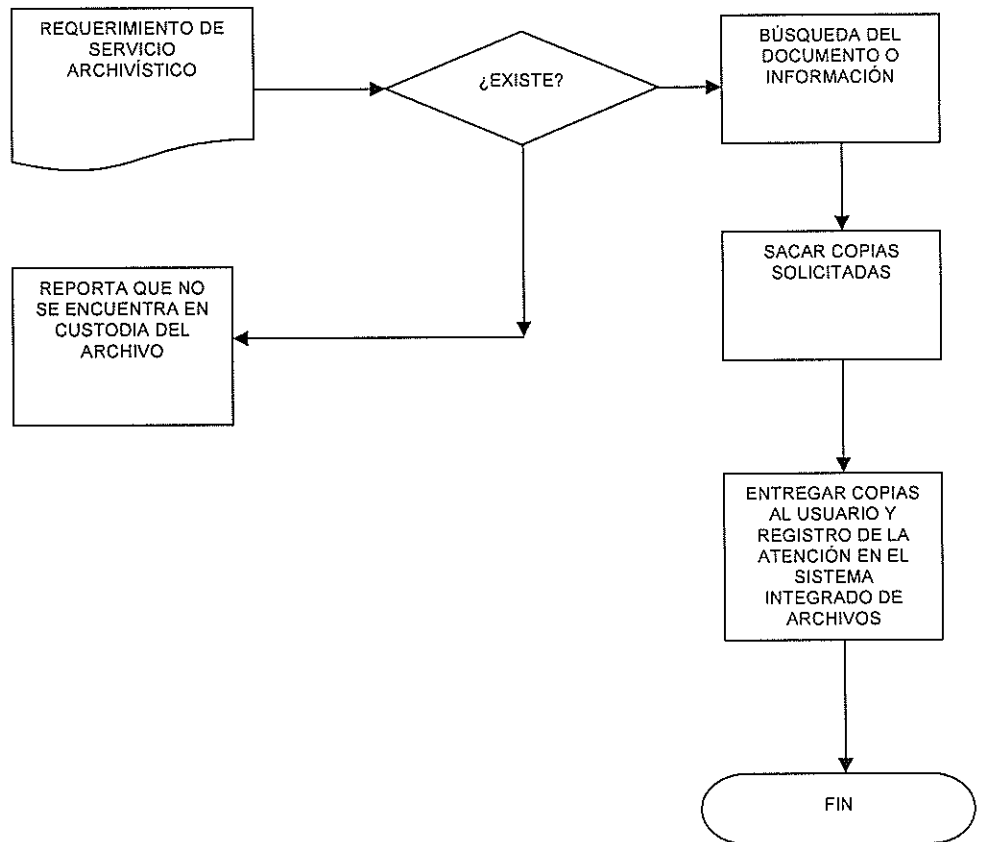 REQUERIMIENTO DE
SERVICIO
ARCHIVÍSTICO
¿EXISTE?
BÚSQUEDA DEL
DOCUMENTO O
INFORMACIÓN
SACAR COPIAS
SOLICITADAS
REPORTA QUE NO
SE ENCUENTRA EN
CUSTODIA DEL
ARCHIVO
ENTREGAR COPIAS
AL USUARIO Y
REGISTRO DE LA
ATENCIÓN EN EL
SISTEMA
INTEGRADO DE
ARCHIVOS
FIN